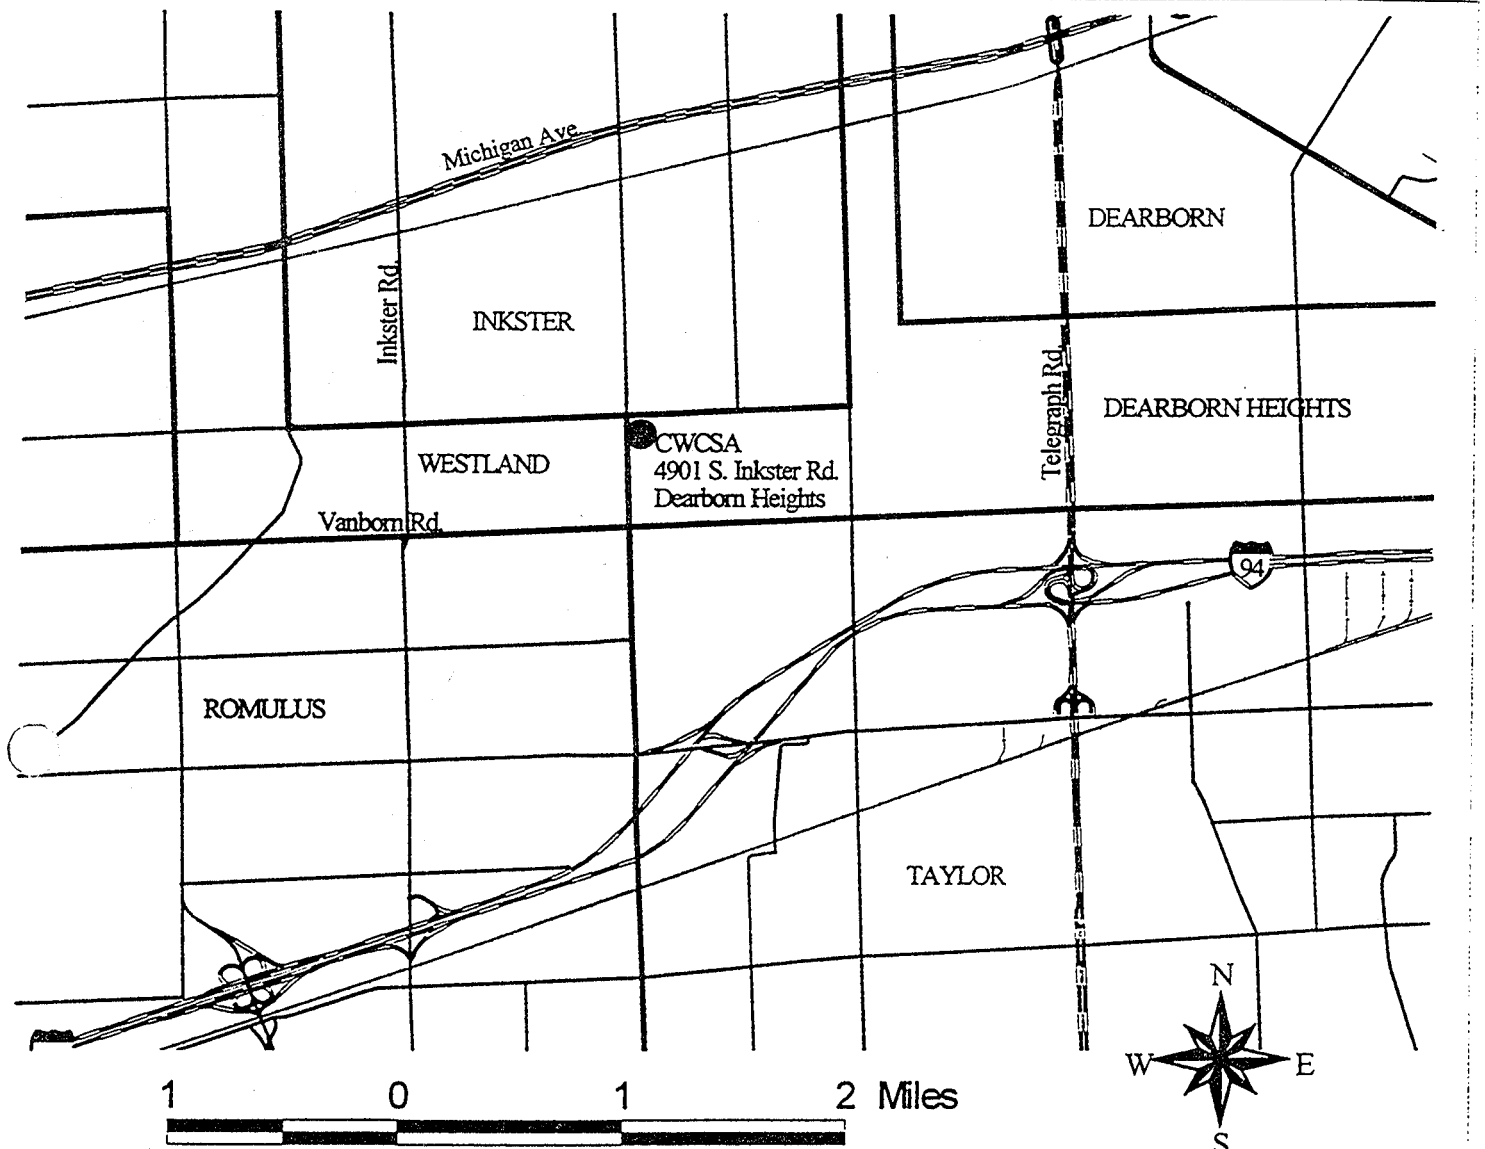 Michigan Ave.
DEARBORN
Inkster Rd.
INKSTER
Telegraph Rd.
DEARBORN HEIGHTS
CWCSA
WESTLAND
4901 S. Inkster Rd.
Dearborn Heights
Vanborn Rd.
94
ROMULUS
TAYLOR
N
W E
S
1 0 1 2 Miles